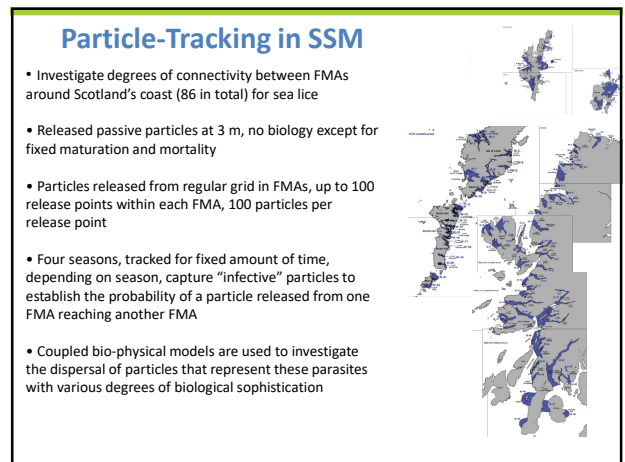 Particle-Tracking in SSM
• Investigate degrees of connectivity between FMAs
around Scotland's coast (86 in total) for sea lice
• Released passive particles at 3 m, no biology except for
fixed maturation and mortality
• Particles released from regular grid in FMAs, up to 100
release points within each FMA, 100 particles per
release point
• Four seasons, tracked for fixed amount of time,
depending on season, capture “infective” particles to
establish the probability of a particle released from one
FMA reaching another FMA
• Coupled bio-physical models are used to investigate
the dispersal of particles that represent these parasites
with various degrees of biological sophistication